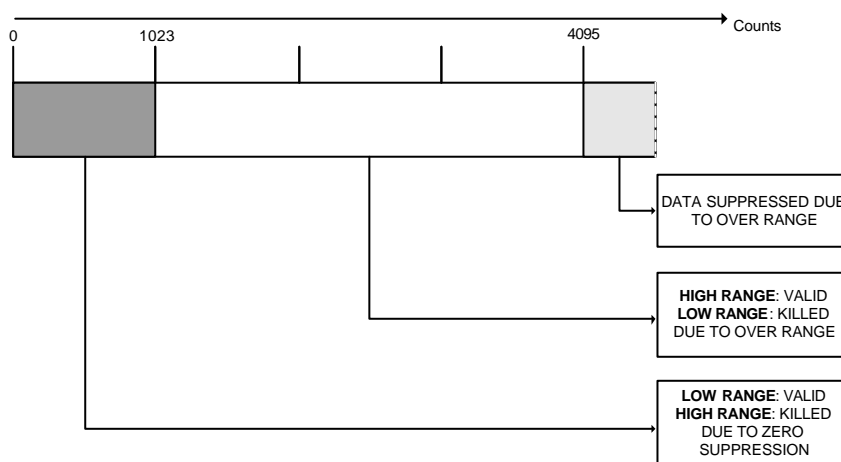 Counts
0
1023
4095
DATA SUPPRESSED DUE
TO OVER RANGE
HIGH RANGE: VALID
LOW RANGE: KILLED
DUE TO OVER RANGE
LOW RANGE: VALID
HIGH RANGE: KILLED
DUE TO ZERO
SUPPRESSION